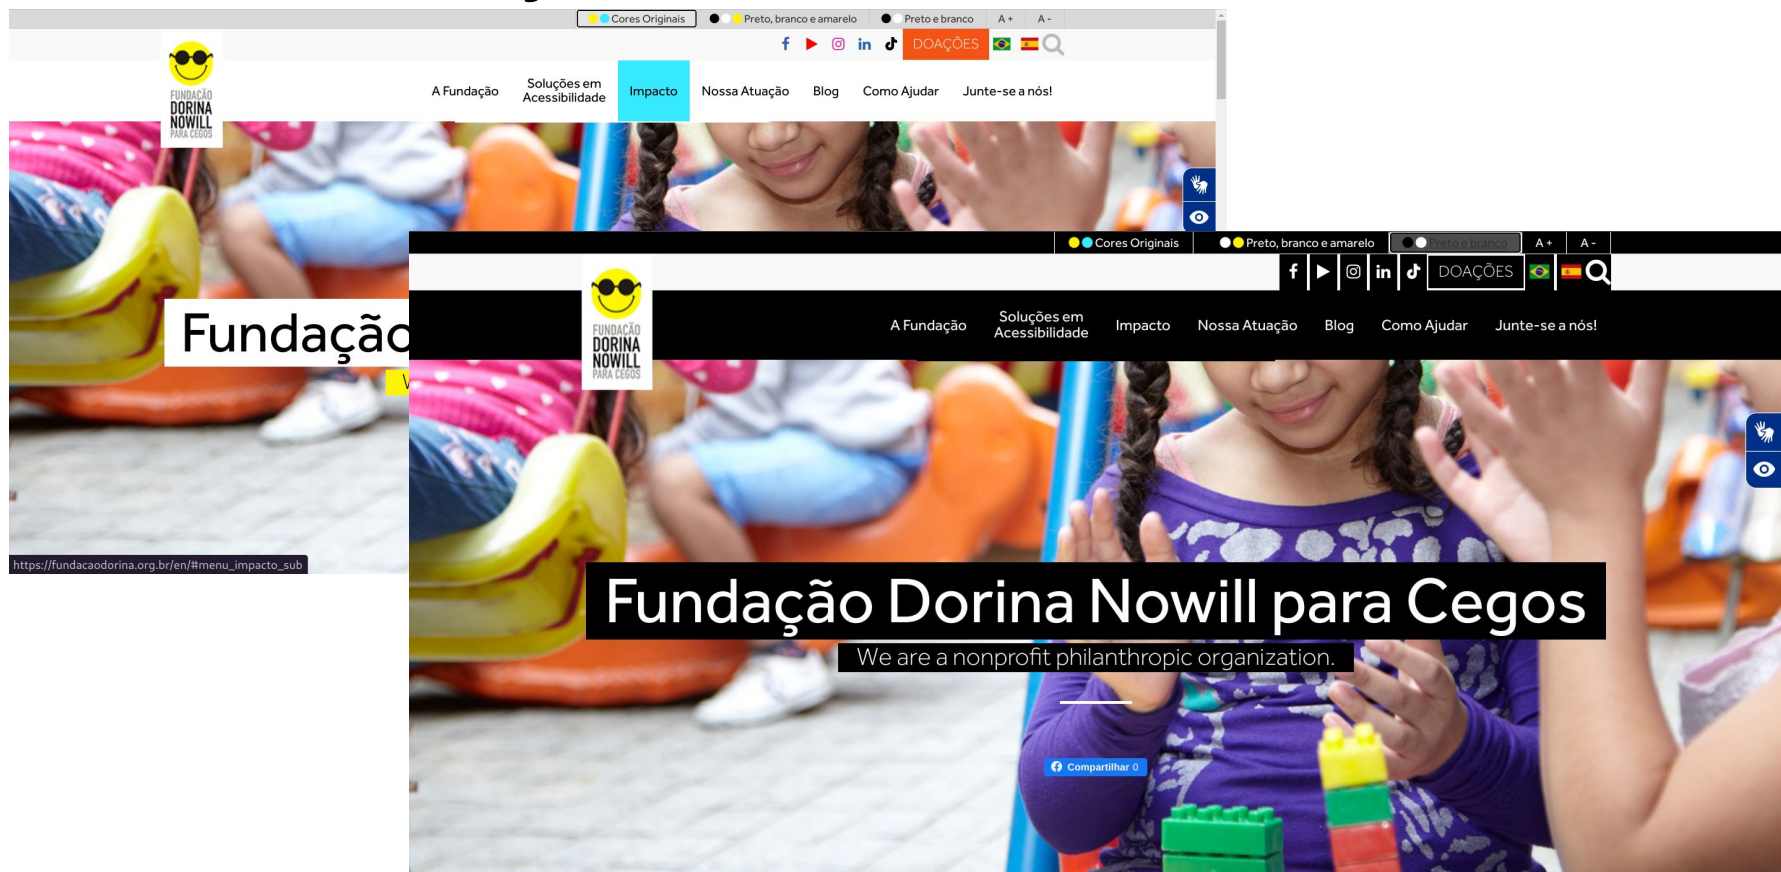 Cores Originais Preto, branco e amarelo Preto e branco A + A -
DOAÇÕES
FUNDAÇÃO
DORINA
NOWILL
PARA CEGOS
A Fundação Soluções em Acessibilidade Impacto Nossa Atuação Blog Como Ajudar Junte-se a nós!
Fundação
https://fundacaodorina.org.br/en/#menu_impacto_sub
Cores Originais Preto, branco e amarelo Preto e branco A + A -
DOAÇÕES
FUNDAÇÃO
DORINA
NOWILL
PARA CEGOS
A Fundação Soluções em Acessibilidade Impacto Nossa Atuação Blog Como Ajudar Junte-se a nós!
Fundação Dorina Nowill para Cegos
We are a nonprofit philanthropic organization.
Compartilhar 0